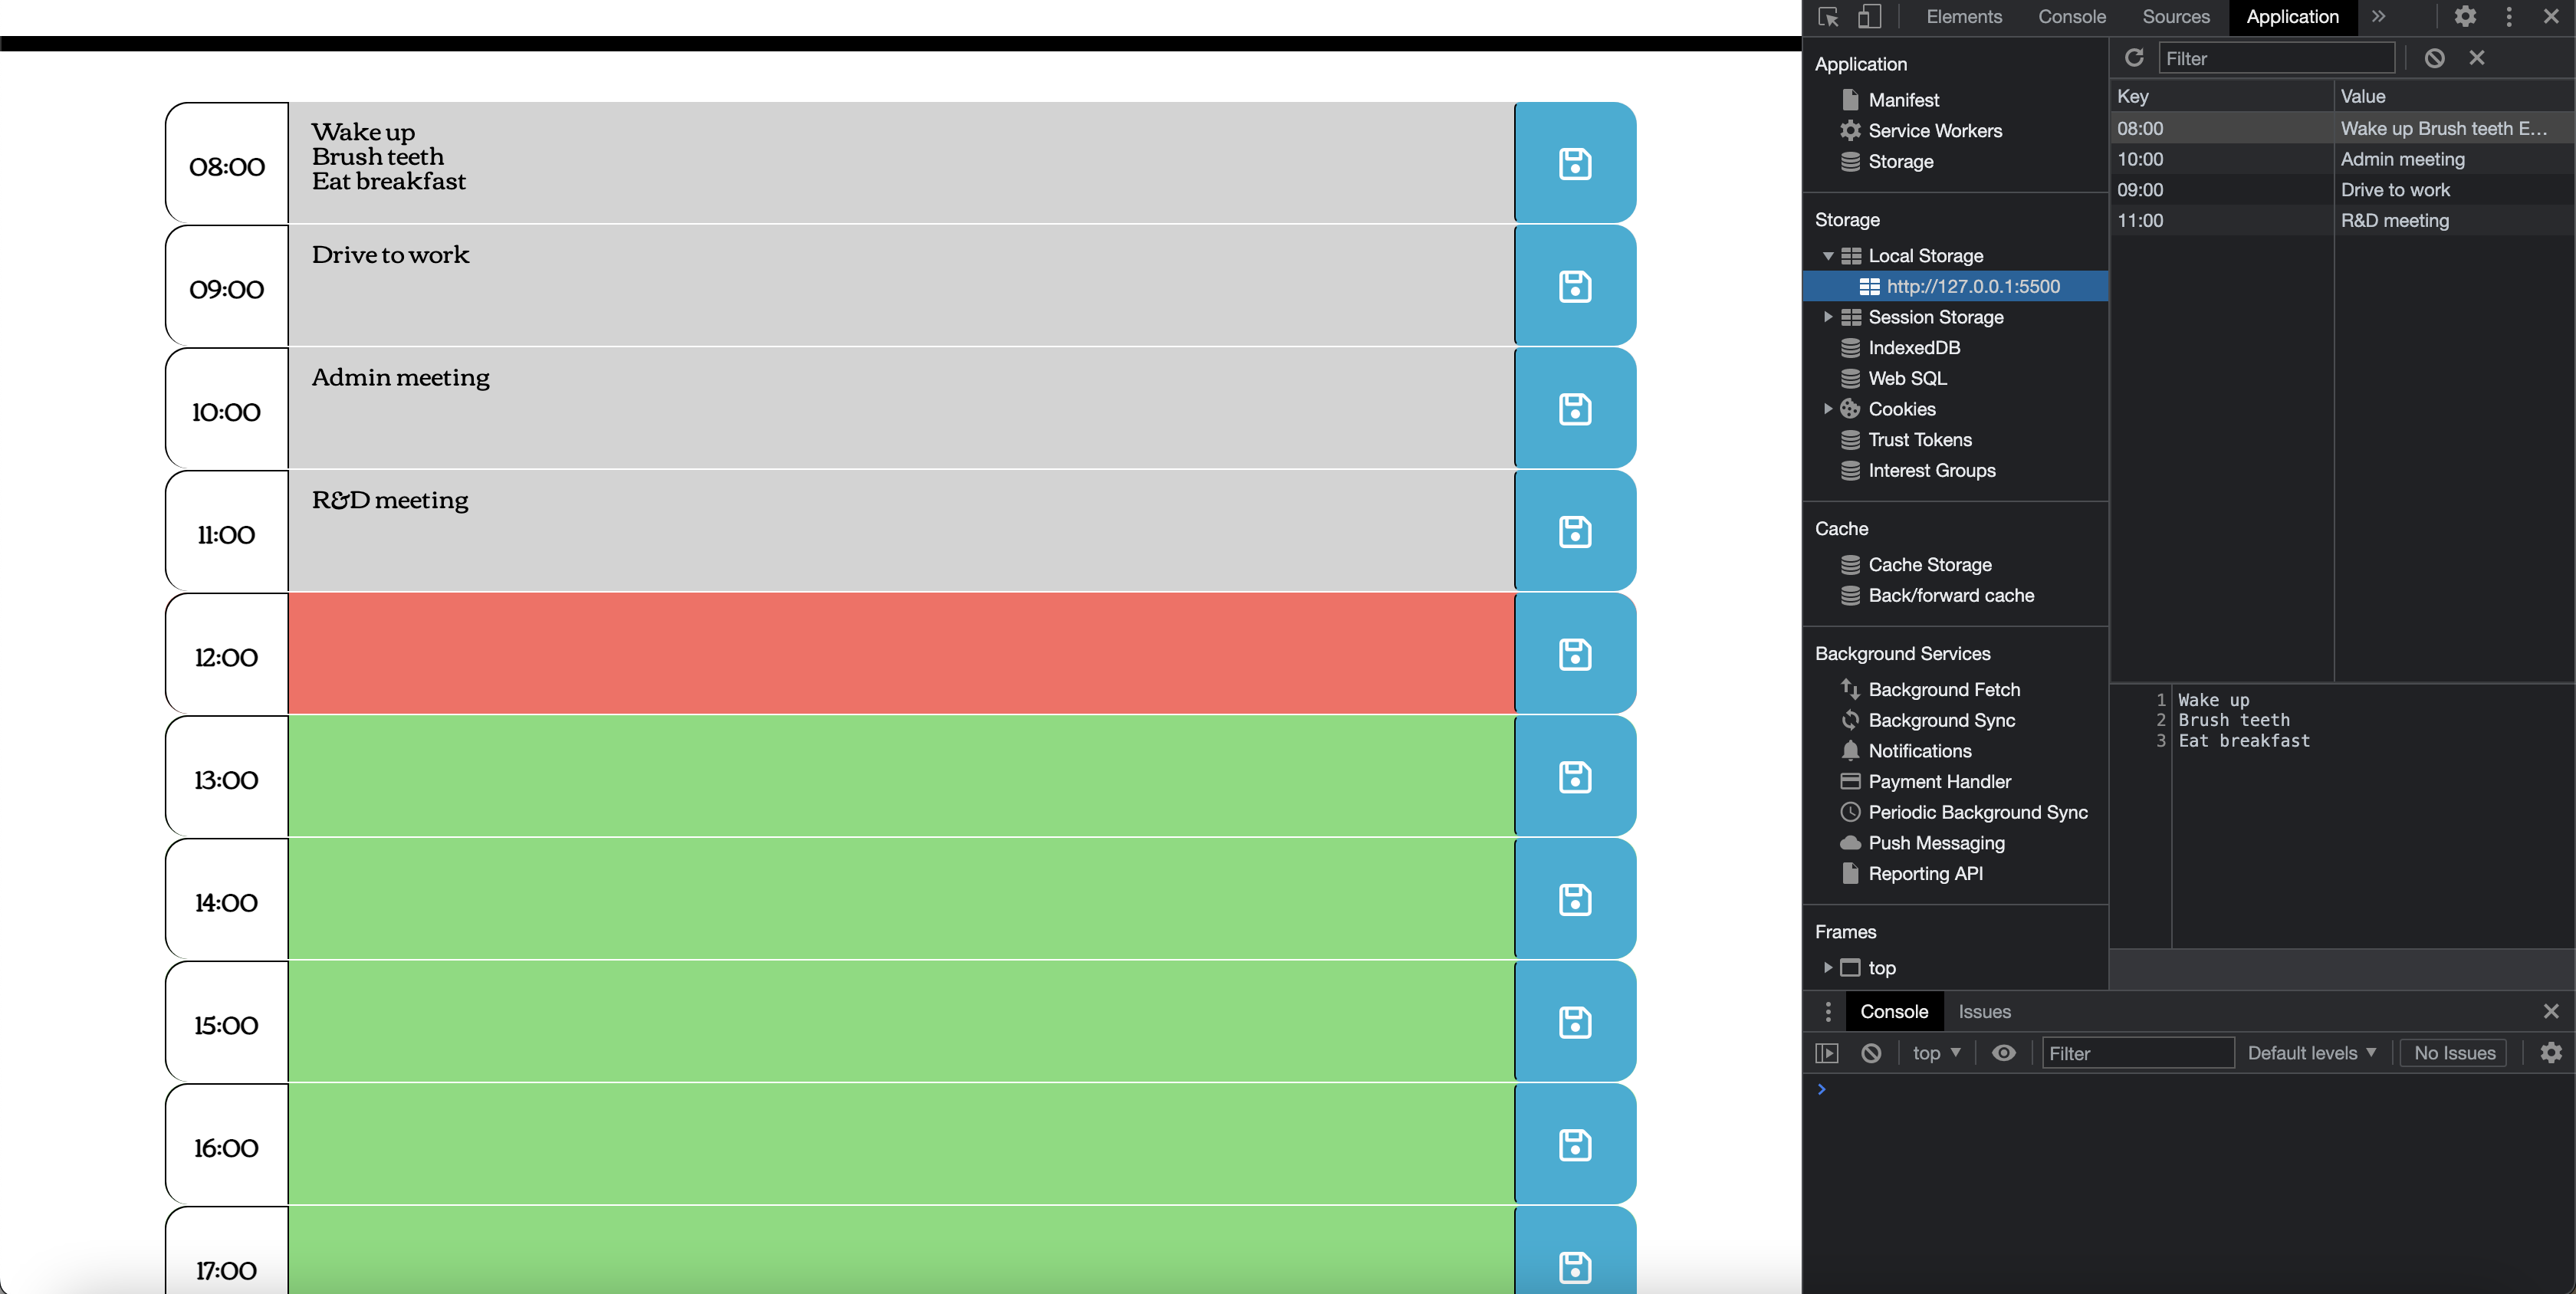 08:00
Wake up
Brush teeth
Eat breakfast
09:00
Drive to work
10:00
Admin meeting
11:00
R&D meeting
12:00
13:00
14:00
15:00
16:00
17:00
Elements Console Sources Application
Application
Manifest
Service Workers
Storage
Storage
Local Storage
http://127.0.0.1:5500
Session Storage
IndexedDB
Web SQL
Cookies
Trust Tokens
Interest Groups
Cache
Cache Storage
Back/forward cache
Background Services
Background Fetch
Background Sync
Notifications
Payment Handler
Periodic Background Sync
Push Messaging
Reporting API
Frames
top
Filter
Key Value
08:00 Wake up Brush teeth E…
10:00 Admin meeting
09:00 Drive to work
11:00 R&D meeting
1 Wake up
2 Brush teeth
3 Eat breakfast
Console Issues
top Filter Default levels No Issues